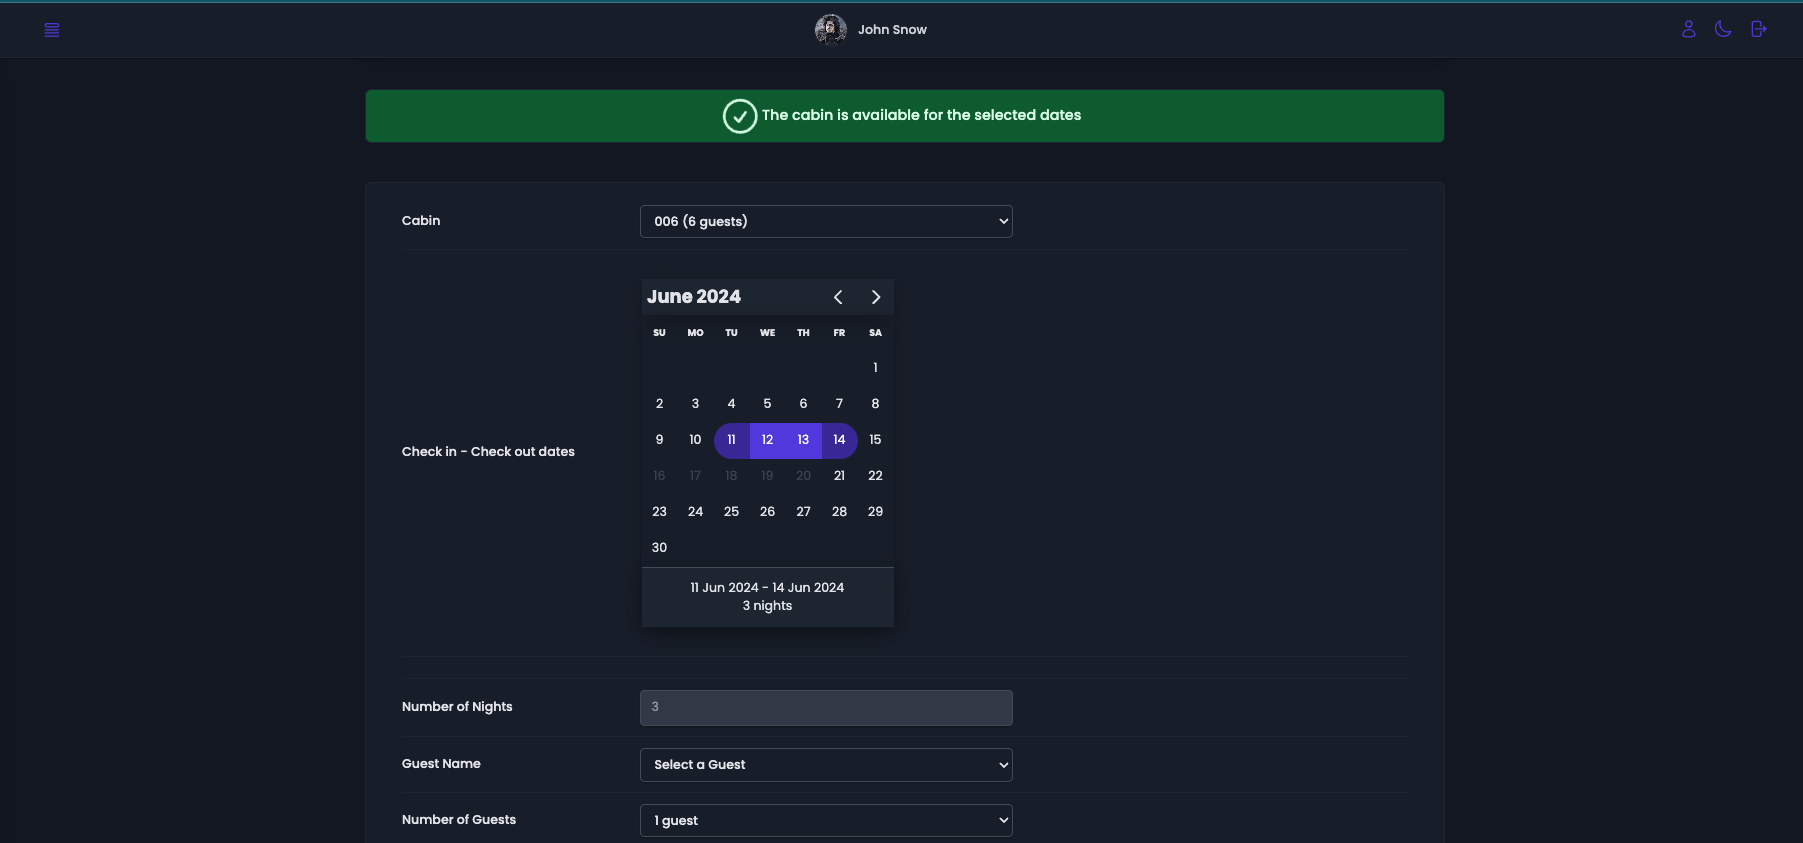 John Snow
The cabin is available for the selected dates
Cabin
006 (6 guests)
June 2024
SU MO TU WE TH FR SA
1
2 3 4 5 6 7 8
9 10 11 12 13 14 15
16 17 18 19 20 21 22
23 24 25 26 27 28 29
30
Check in - Check out dates
11 Jun 2024 - 14 Jun 2024
3 nights
Number of Nights
3
Guest Name
Select a Guest
Number of Guests
1 guest